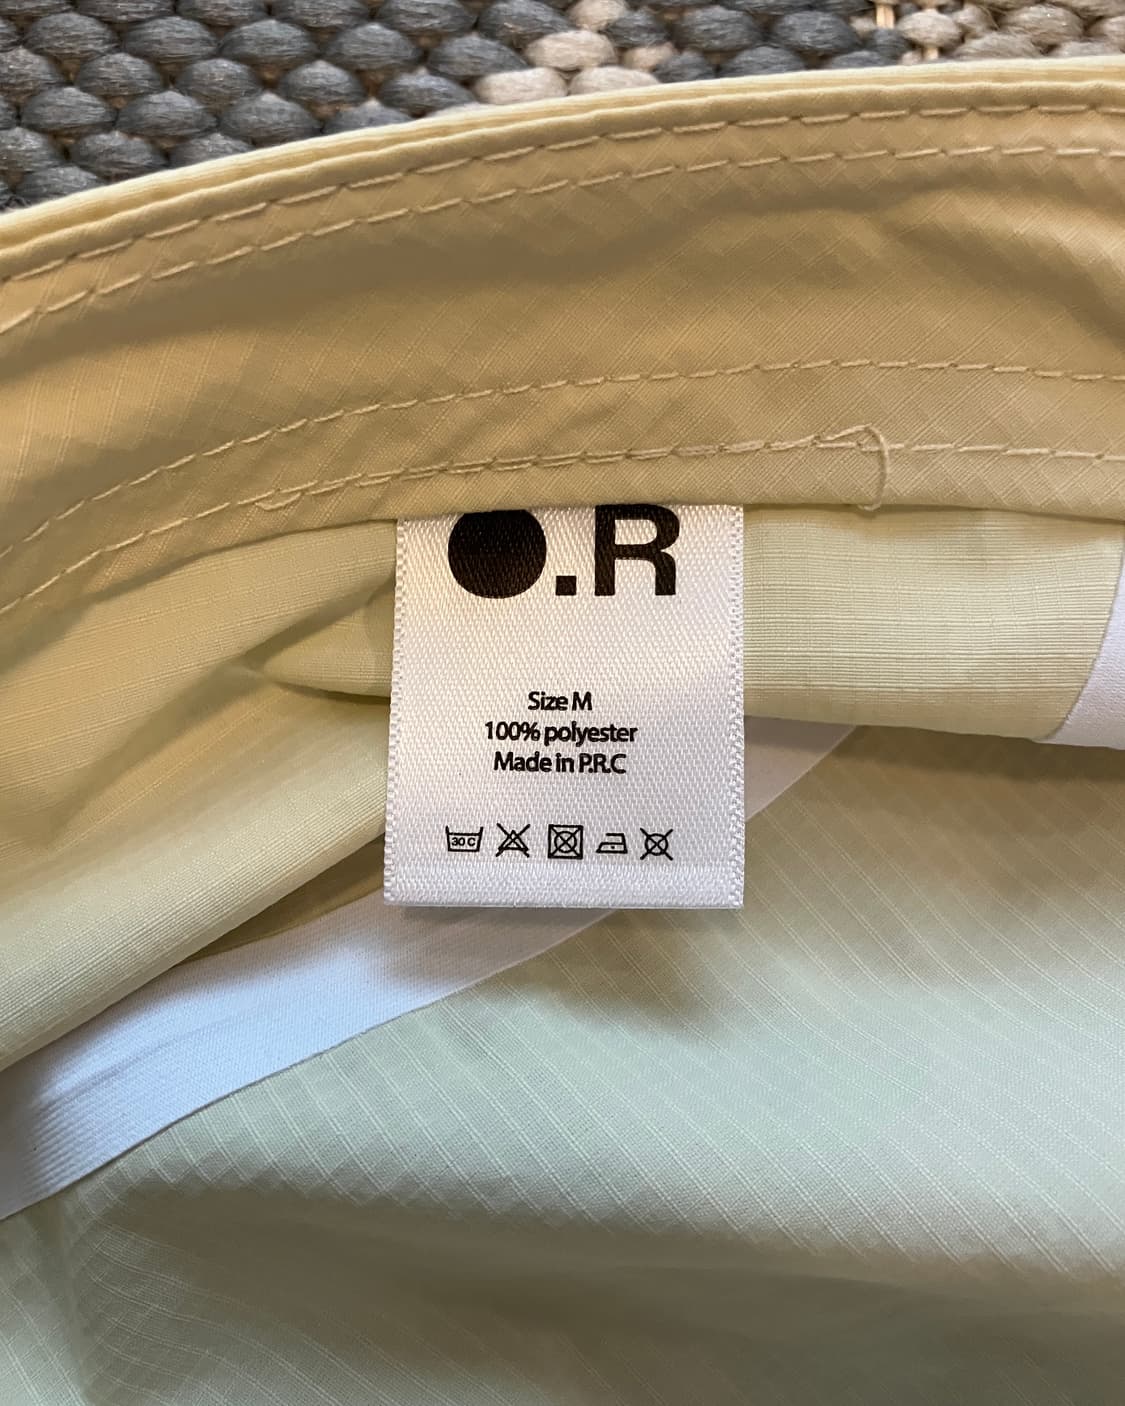 ●.R
Size M
100% polyester
Made in P.R.C
30 C